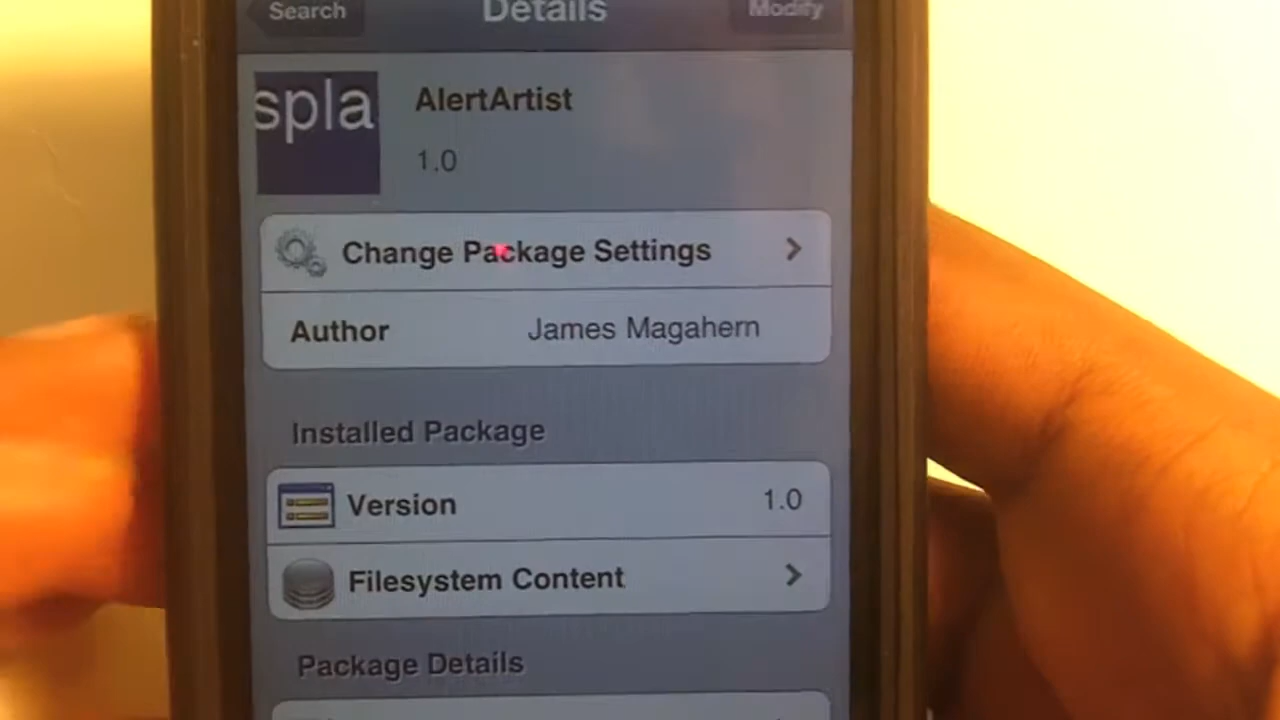 Search
Details
Modify
spla
AlertArtist
1.0
Change Package Settings
Author
James Magahern
Installed Package
Version
1.0
Filesystem Content
Package Details